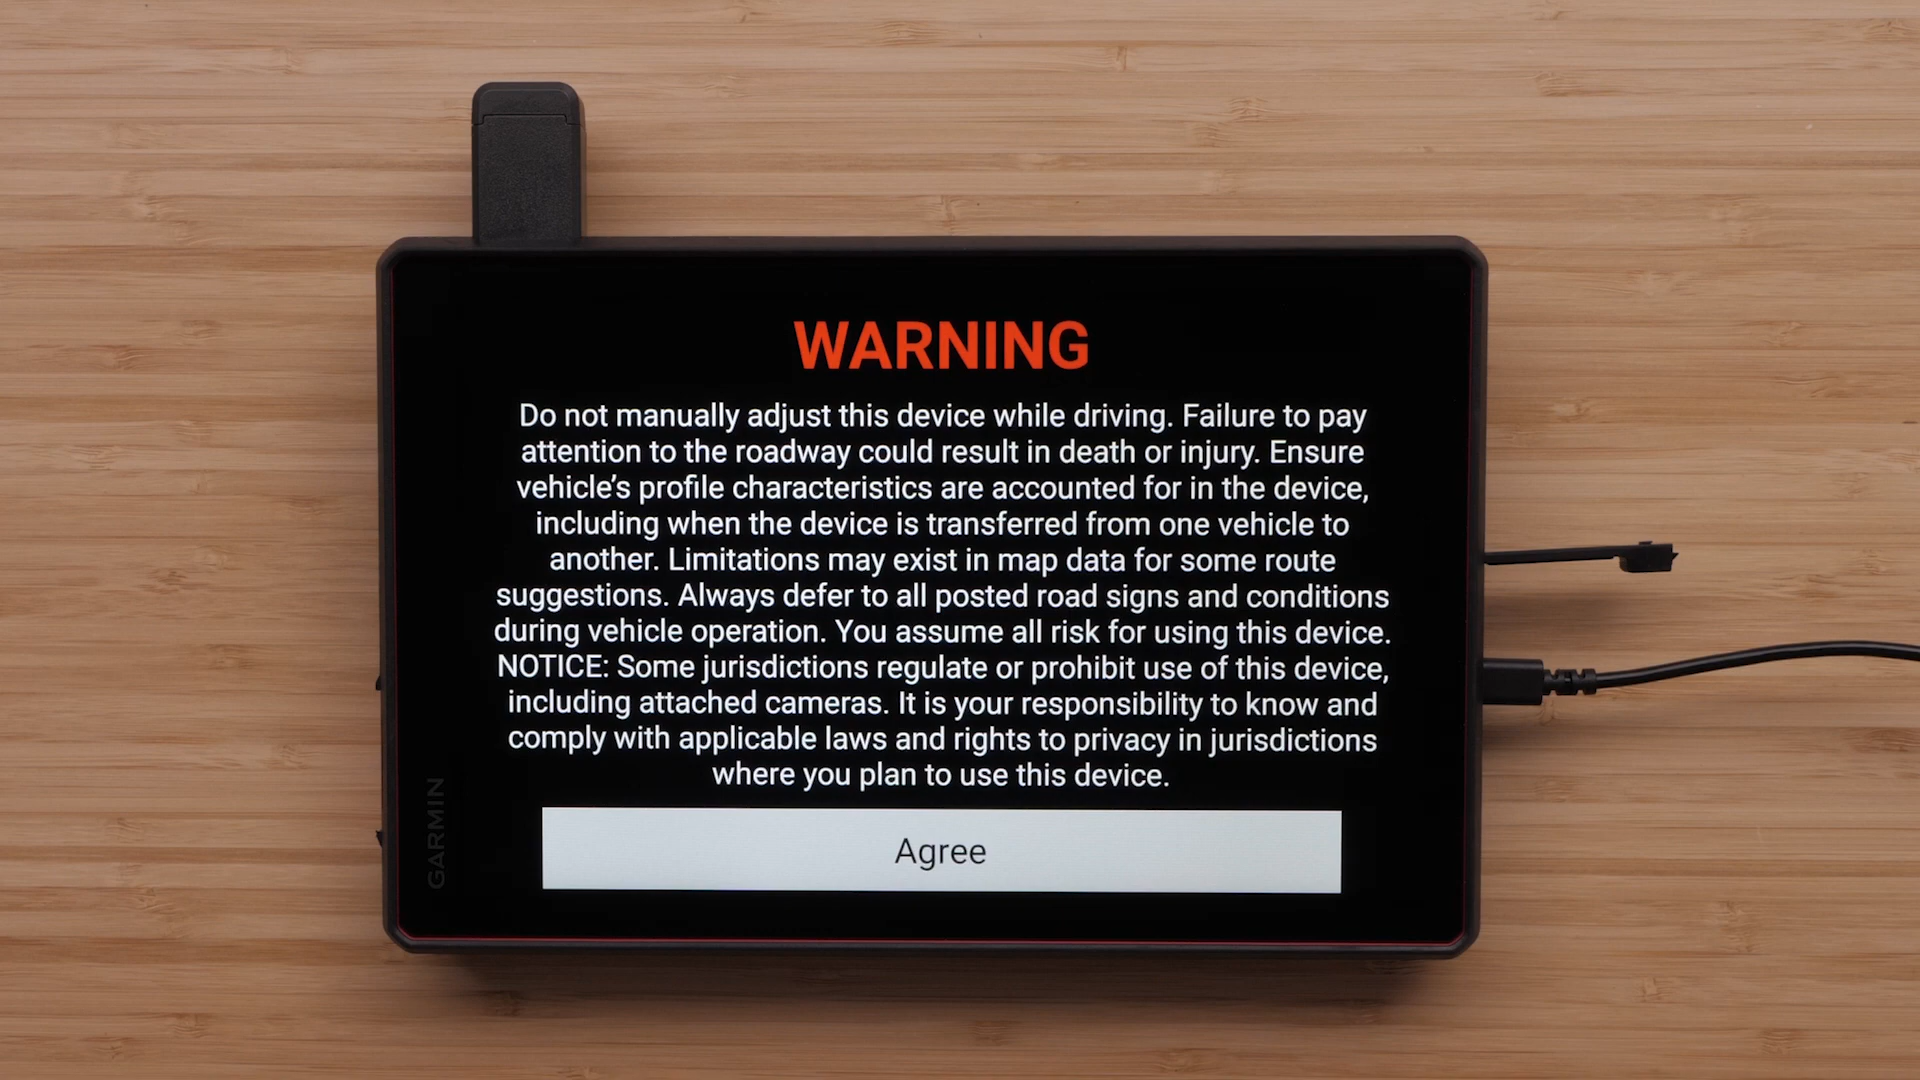 WARNING
Do not manually adjust this device while driving. Failure to pay
attention to the roadway could result in death or injury. Ensure
vehicle's profile characteristics are accounted for in the device,
including when the device is transferred from one vehicle to
another. Limitations may exist in map data for some route
suggestions. Always defer to all posted road signs and conditions
during vehicle operation. You assume all risk for using this device.
NOTICE: Some jurisdictions regulate or prohibit use of this device,
including attached cameras. It is your responsibility to know and
comply with applicable laws and rights to privacy in jurisdictions
where you plan to use this device.
Agree
GARMIN